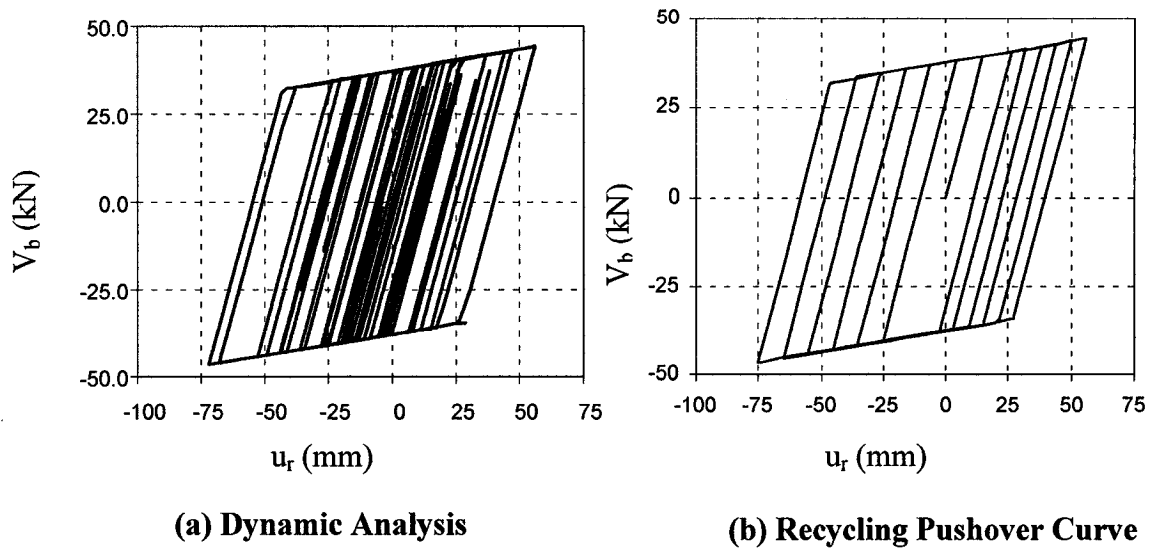 50.0
25.0
0.0
-25.0
-50.0
V_b (kN)
-100 -75 -50 -25 0 25 50 75
u_r (mm)
(a) Dynamic Analysis
50
25
0
-25
-50
V_b (kN)
-100 -75 -50 -25 0 25 50 75
u_r (mm)
(b) Recycling Pushover Curve